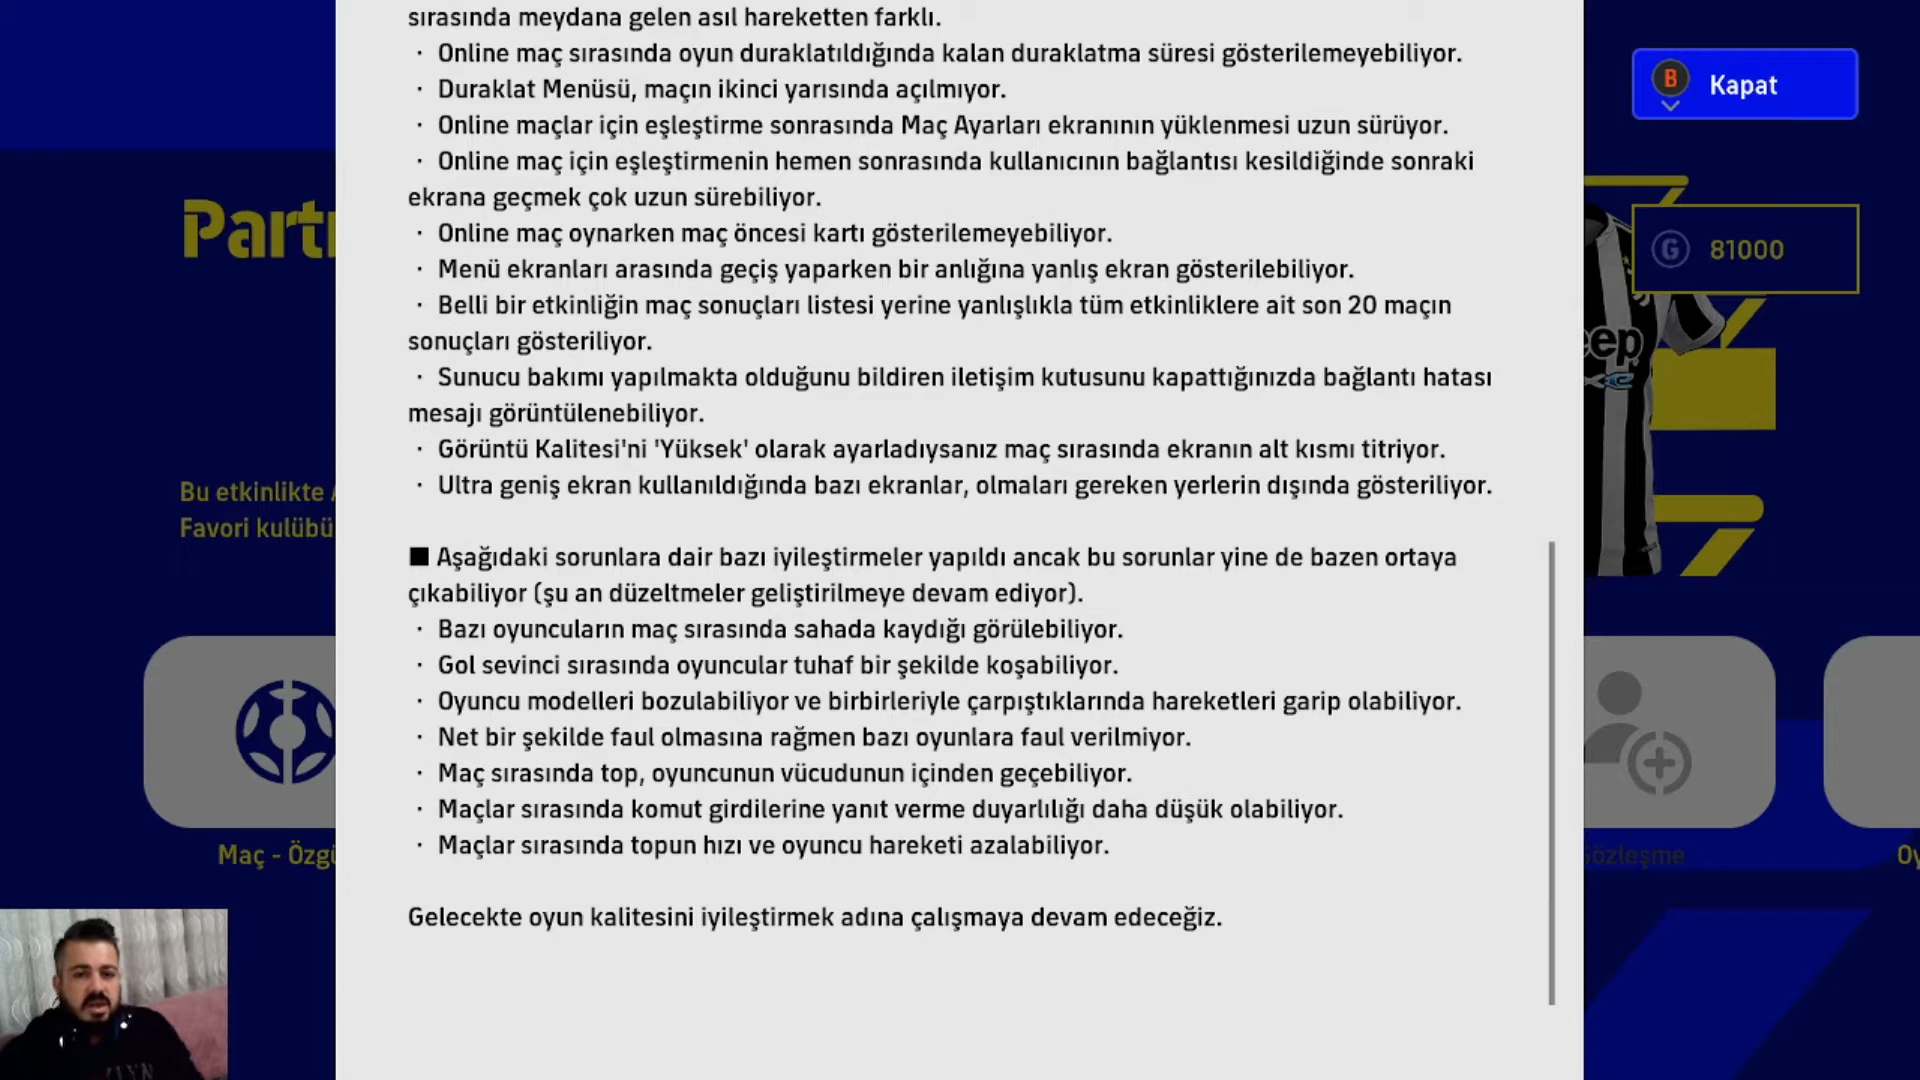 sırasında meydana gelen asıl hareketten farklı.
· Online maç sırasında oyun duraklatıldığında kalan duraklatma süresi gösterilemeyebiliyor.
· Duraklat Menüsü, maçın ikinci yarısında açılmıyor.
· Online maçlar için eşleştirme sonrasında Maç Ayarları ekranının yüklenmesi uzun sürüyor.
· Online maç için eşleştirmenin hemen sonrasında kullanıcının bağlantısı kesildiğinde sonraki
ekrana geçmek çok uzun sürebiliyor.
· Online maç oynarken maç öncesi kartı gösterilemeyebiliyor.
· Menü ekranları arasında geçiş yaparken bir anlığına yanlış ekran gösterilebiliyor.
· Belli bir etkinliğin maç sonuçları listesi yerine yanlışlıkla tüm etkinliklere ait son 20 maçın
sonuçları gösteriliyor.
· Sunucu bakımı yapılmakta olduğunu bildiren iletişim kutusunu kapattığınızda bağlantı hatası
mesajı görüntülenebiliyor.
· Görüntü Kalitesi'ni 'Yüksek' olarak ayarladıysanız maç sırasında ekranın alt kısmı titriyor.
· Ultra geniş ekran kullanıldığında bazı ekranlar, olmaları gereken yerlerin dışında gösteriliyor.
■ Aşağıdaki sorunlara dair bazı iyileştirmeler yapıldı ancak bu sorunlar yine de bazen ortaya
çıkabiliyor (şu an düzeltmeler geliştirilmeye devam ediyor).
· Bazı oyuncuların maç sırasında sahada kaydığı görülebiliyor.
· Gol sevinci sırasında oyuncular tuhaf bir şekilde koşabiliyor.
· Oyuncu modelleri bozulabiliyor ve birbirleriyle çarpıştıklarında hareketleri garip olabiliyor.
· Net bir şekilde faul olmasına rağmen bazı oyunlara faul verilmiyor.
· Maç sırasında top, oyuncunun vücudunun içinden geçebiliyor.
· Maçlar sırasında komut girdilerine yanıt verme duyarlılığı daha düşük olabiliyor.
· Maçlar sırasında topun hızı ve oyuncu hareketi azalabiliyor.
Gelecekte oyun kalitesini iyileştirmek adına çalışmaya devam edeceğiz.
B Kapat
G 81000
Partn
Bu etkinlikte A
Favori kulübü
eep
Maç - Özgü
Sözleşme
Oy